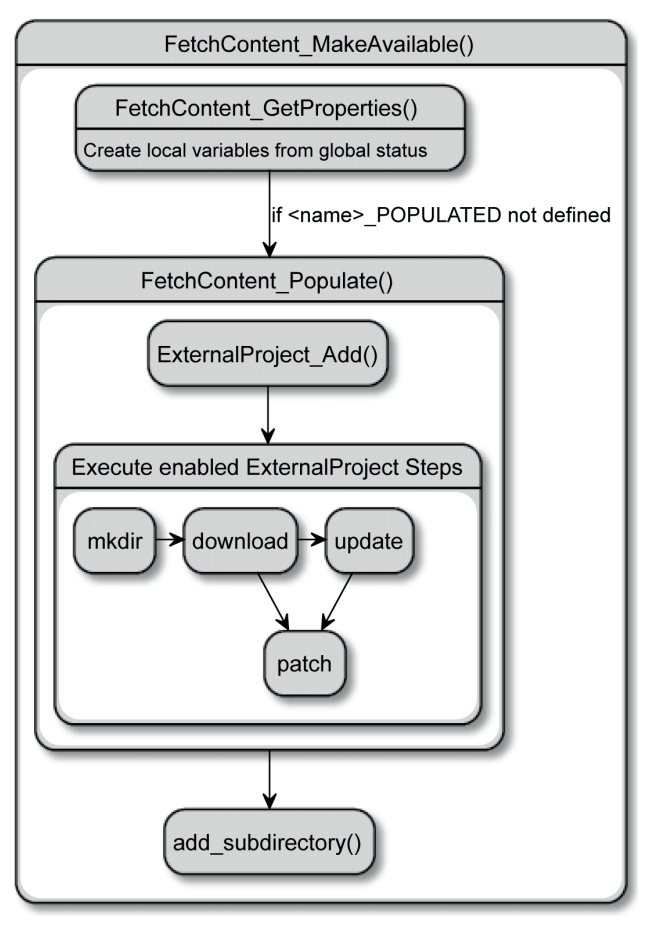 FetchContent_MakeAvailable()
FetchContent_GetProperties()
Create local variables from global status
if <name>_POPULATED not defined
FetchContent_Populate()
ExternalProject_Add()
Execute enabled ExternalProject Steps
mkdir
download
update
patch
add_subdirectory()